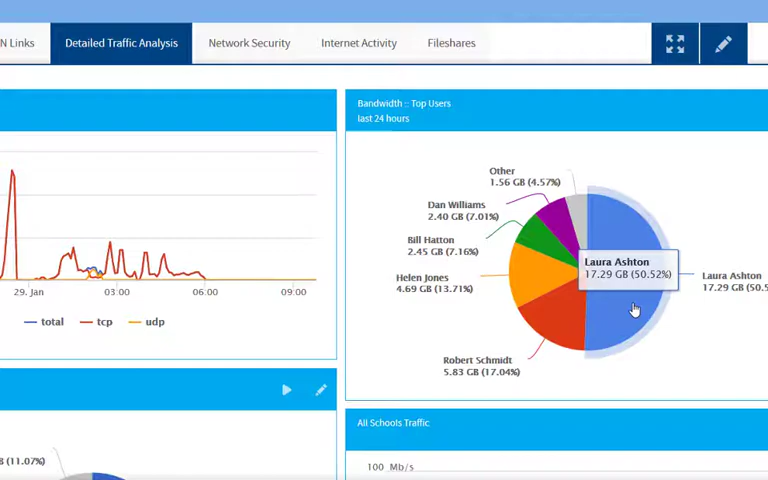 N Links
Detailed Traffic Analysis
Network Security
Internet Activity
Fileshares
Bandwidth :: Top Users
last 24 hours
29. Jan
03:00
06:00
09:00
total
tcp
udp
Other
1.56 GB (4.57%)
Dan Williams
2.40 GB (7.01%)
Bill Hatton
2.45 GB (7.16%)
Helen Jones
4.69 GB (13.71%)
Robert Schmidt
5.83 GB (17.04%)
Laura Ashton
17.29 GB (50.52%)
Laura Ashton
17.29 GB (50.5
B (11.07%)
All Schools Traffic
100 Mb/s